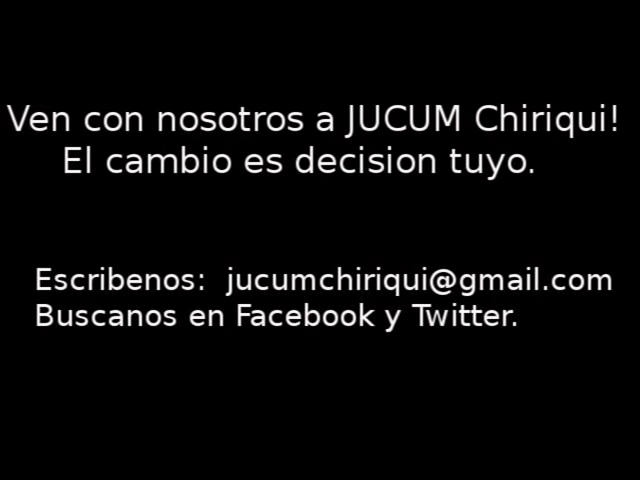 Ven con nosotros a JUCUM Chiriqui!
El cambio es decision tuyo.
Escribenos: jucumchiriqui@gmail.com
Buscanos en Facebook y Twitter.